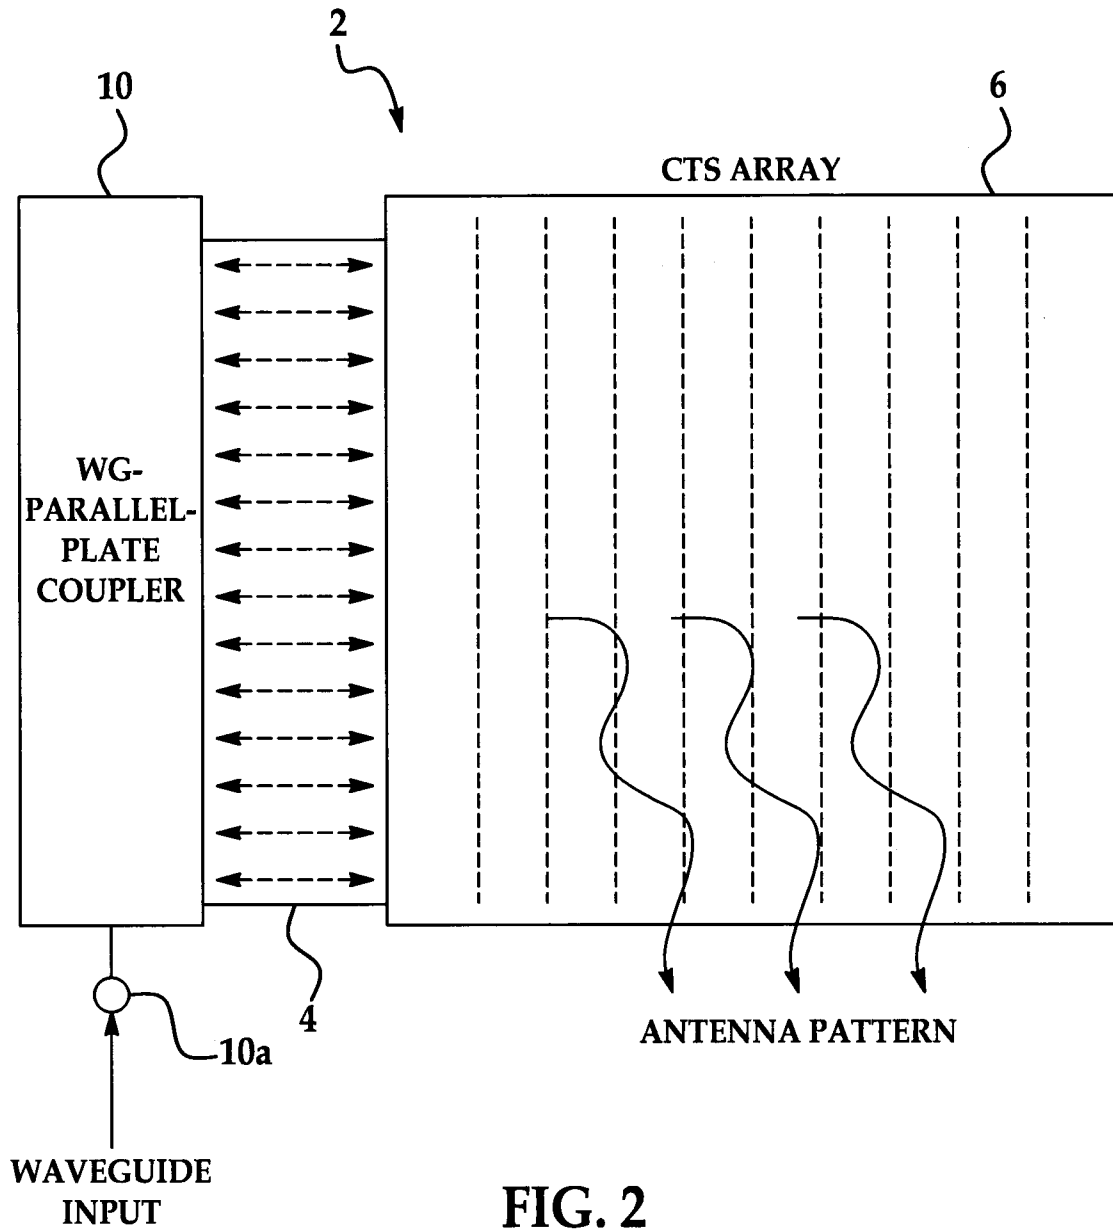 2
10
6
CTS ARRAY
WG-
PARALLEL-
PLATE
COUPLER
4
10a
ANTENNA PATTERN
WAVEGUIDE
INPUT
FIG. 2